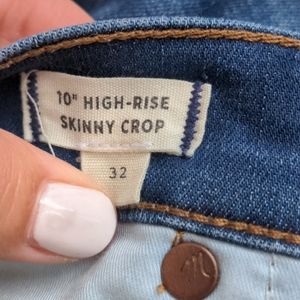 10" HIGH-RISE
SKINNY CROP
32
M